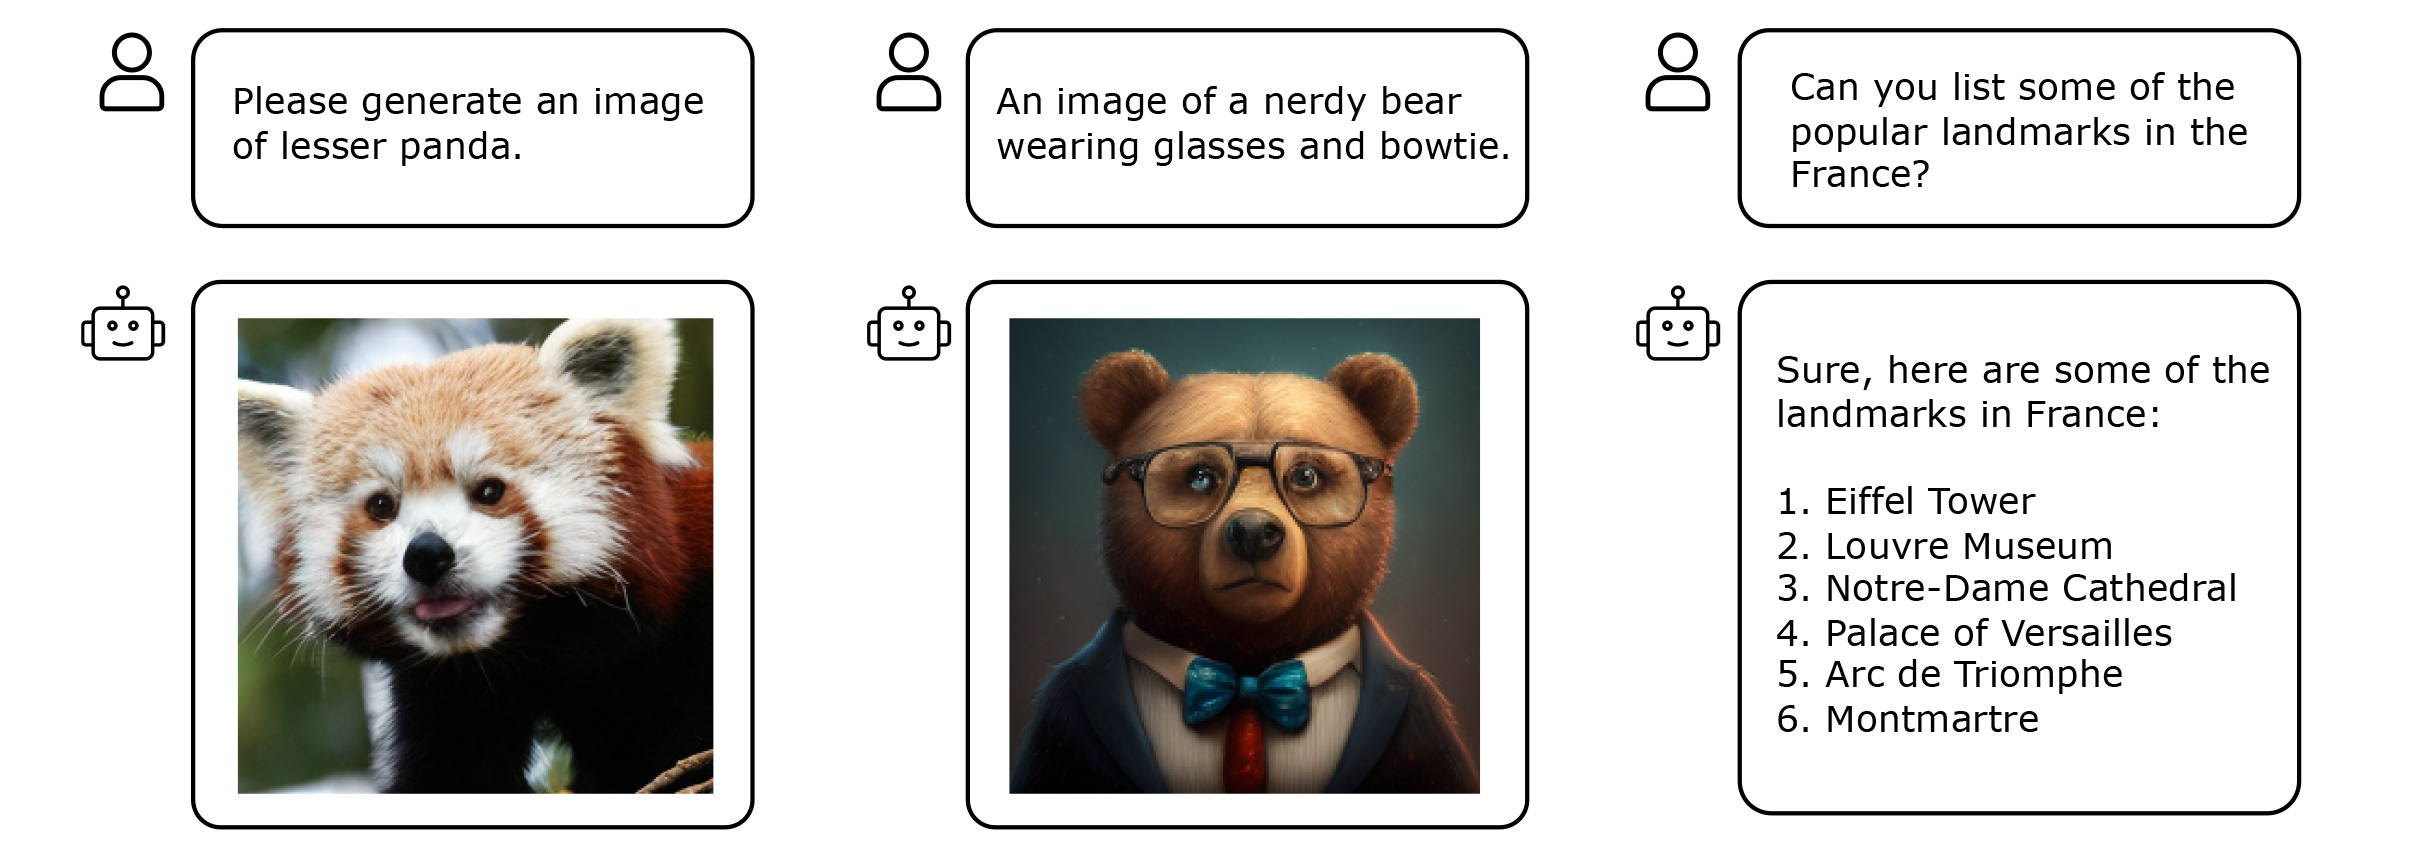 Please generate an image
of lesser panda.
An image of a nerdy bear
wearing glasses and bowtie.
Can you list some of the
popular landmarks in the
France?
Sure, here are some of the
landmarks in France:
1. Eiffel Tower
2. Louvre Museum
3. Notre-Dame Cathedral
4. Palace of Versailles
5. Arc de Triomphe
6. Montmartre